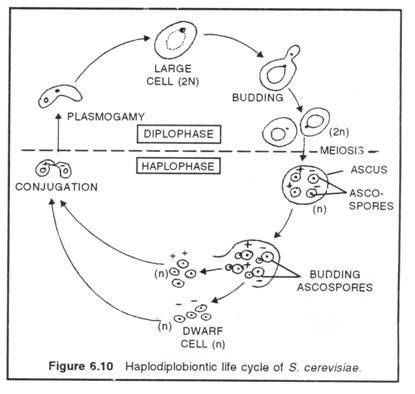 LARGE
CELL (2N)
BUDDING
PLASMOGAMY
DIPLOPHASE
(2n)
MEIOSIS
HAPLOPHASE
CONJUGATION
+ -
ASCUS
+ -
+
ASCO-
SPORES
(n)
+ -
+ -
+ -
+ +
(n)
BUDDING
ASCOSPORES
- -
(n)
DWARF
CELL (n)
Figure 6.10 Haplodiplobiontic life cycle of S. cerevisiae.